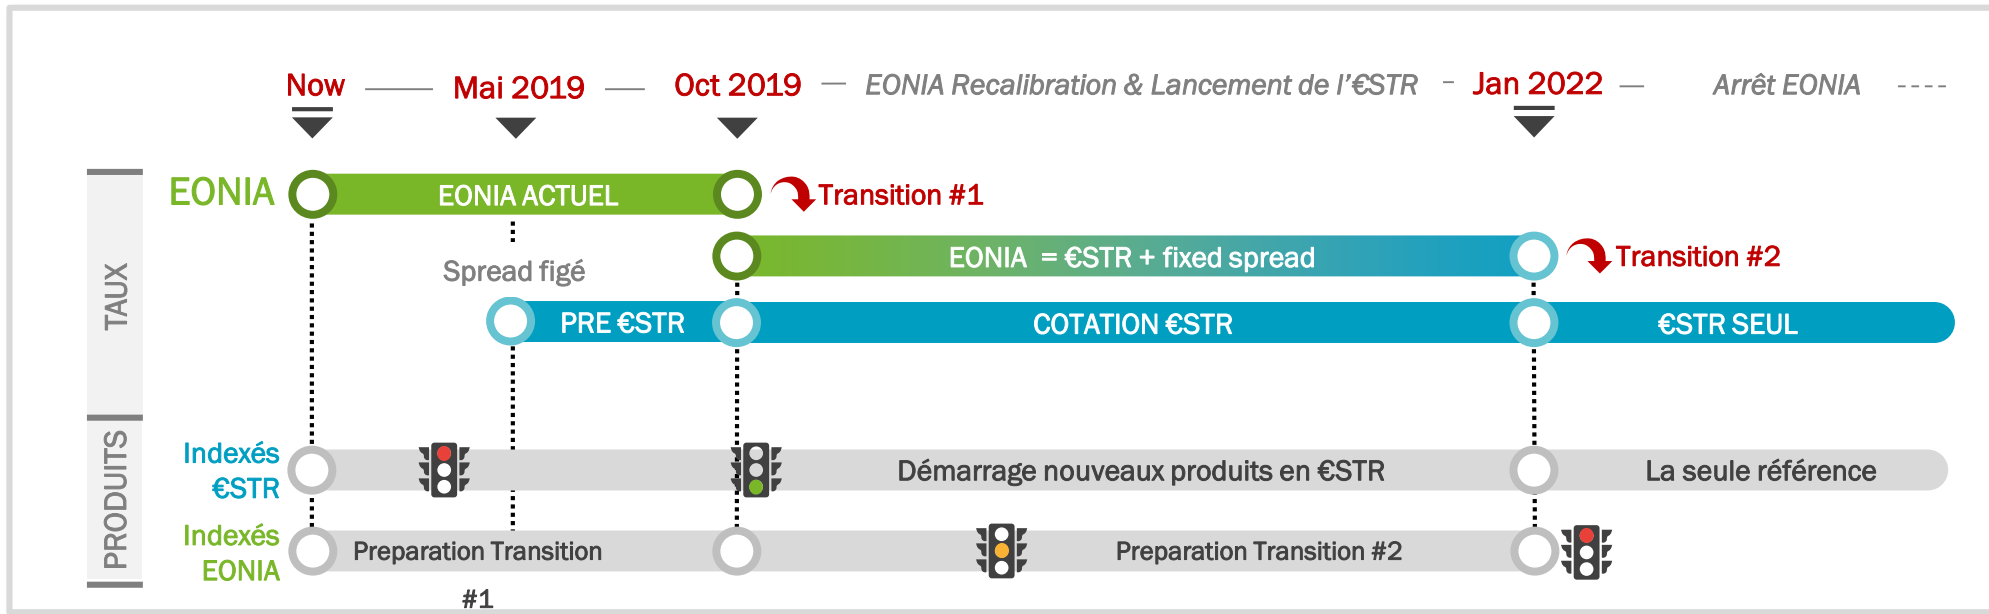 Now
Mai 2019
Oct 2019
EONIA Recalibration & Lancement de l'€STR
Jan 2022
Arrêt EONIA
TAUX
EONIA
EONIA ACTUEL
Transition #1
EONIA = €STR + fixed spread
Transition #2
Spread figé
PRE €STR
COTATION €STR
€STR SEUL
PRODUITS
Indexés
€STR
Démarrage nouveaux produits en €STR
La seule référence
Indexés
EONIA
Preparation Transition
#1
Preparation Transition #2